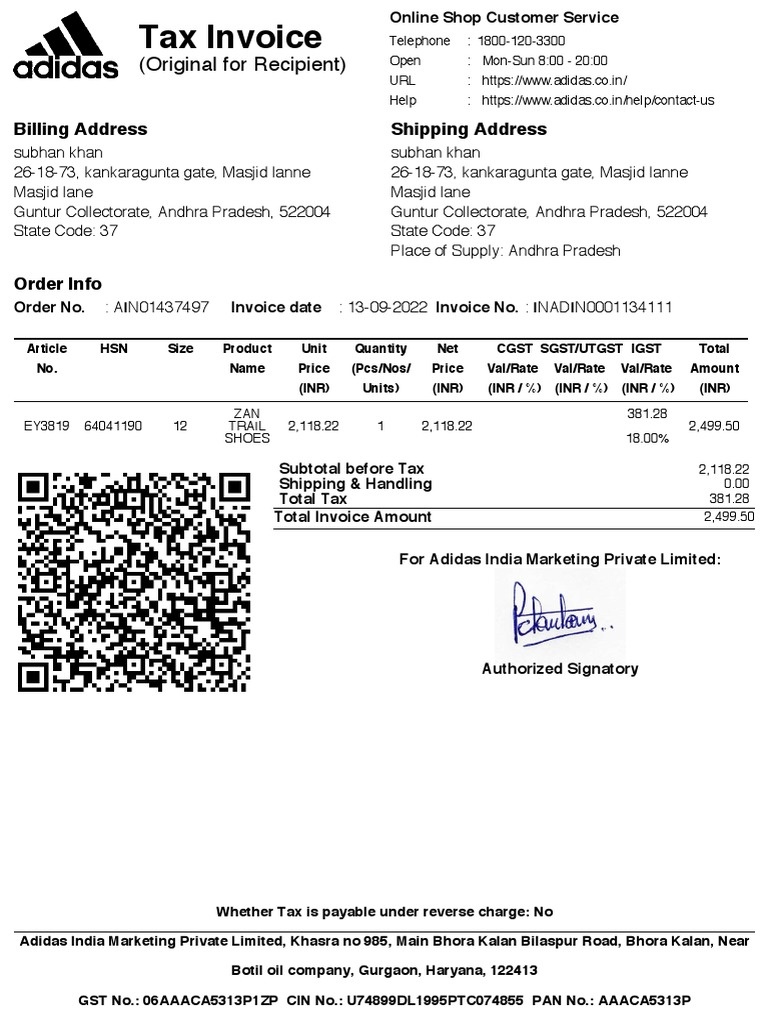 adidas
Tax Invoice
(Original for Recipient)
Online Shop Customer Service
Telephone : 1800-120-3300
Open : Mon-Sun 8:00 - 20:00
URL : https://www.adidas.co.in/
Help : https://www.adidas.co.in/help/contact-us
Billing Address
subhan khan
26-18-73, kankaragunta gate, Masjid lanne
Masjid lane
Guntur Collectorate, Andhra Pradesh, 522004
State Code: 37
Shipping Address
subhan khan
26-18-73, kankaragunta gate, Masjid lanne
Masjid lane
Guntur Collectorate, Andhra Pradesh, 522004
State Code: 37
Place of Supply: Andhra Pradesh
Order Info
Order No. : AIN01437497 Invoice date : 13-09-2022 Invoice No. : INADIN0001134111
Article HSN Size Product Unit Quantity Net CGST SGST/UTGST IGST Total
No. Name Price (Pcs/Nos/ Price Val/Rate Val/Rate Val/Rate Amount
(INR) Units) (INR) (INR / %) (INR / %) (INR / %) (INR)
ZAN 381.28
EY3819 64041190 12 TRAIL 2,118.22 1 2,118.22 2,499.50
SHOES 18.00%
Subtotal before Tax 2,118.22
Shipping & Handling 0.00
Total Tax 381.28
Total Invoice Amount 2,499.50
For Adidas India Marketing Private Limited:
Authorized Signatory
Whether Tax is payable under reverse charge: No
Adidas India Marketing Private Limited, Khasra no 985, Main Bhora Kalan Bilaspur Road, Bhora Kalan, Near
Botil oil company, Gurgaon, Haryana, 122413
GST No.: 06AAACA5313P1ZP CIN No.: U74899DL1995PTC074855 PAN No.: AAACA5313P